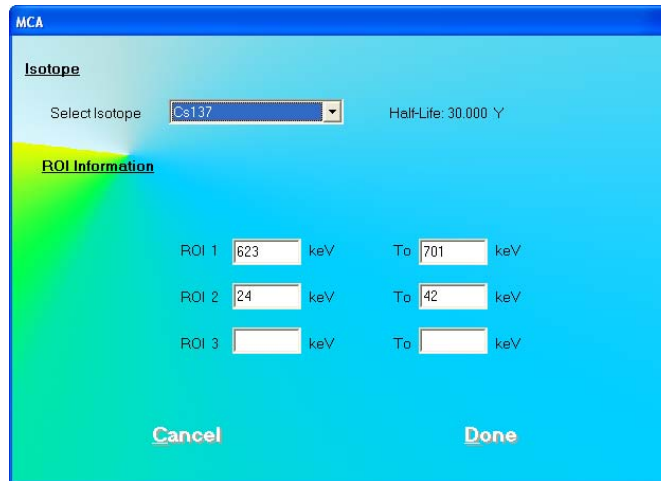 MCA
Isotope
Select Isotope Cs137 Half-Life: 30.000 Y
ROI Information
ROI 1 623 keV To 701 keV
ROI 2 24 keV To 42 keV
ROI 3 keV To keV
Cancel Done